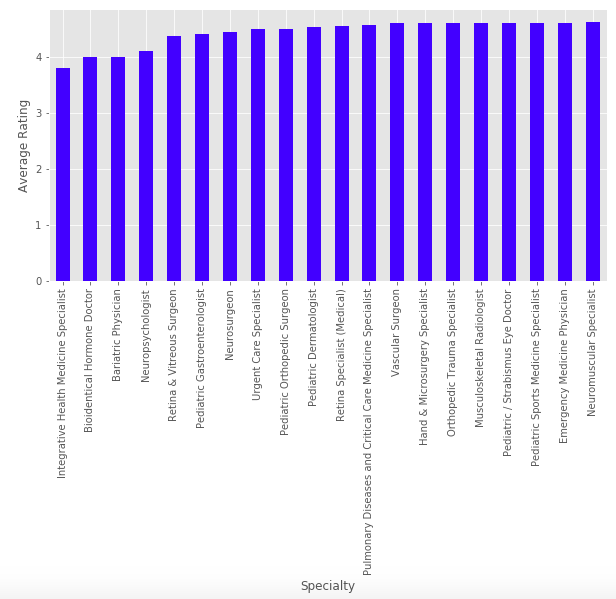 Average Rating
4
3
2
1
0
Integrative Health Medicine Specialist
Bioidentical Hormone Doctor
Bariatric Physician
Neuropsychologist
Retina & Vitreous Surgeon
Pediatric Gastroenterologist
Neurosurgeon
Urgent Care Specialist
Pediatric Orthopedic Surgeon
Pediatric Dermatologist
Retina Specialist (Medical)
Pulmonary Diseases and Critical Care Medicine Specialist
Vascular Surgeon
Hand & Microsurgery Specialist
Orthopedic Trauma Specialist
Musculoskeletal Radiologist
Pediatric / Strabismus Eye Doctor
Pediatric Sports Medicine Specialist
Emergency Medicine Physician
Neuromuscular Specialist
Specialty